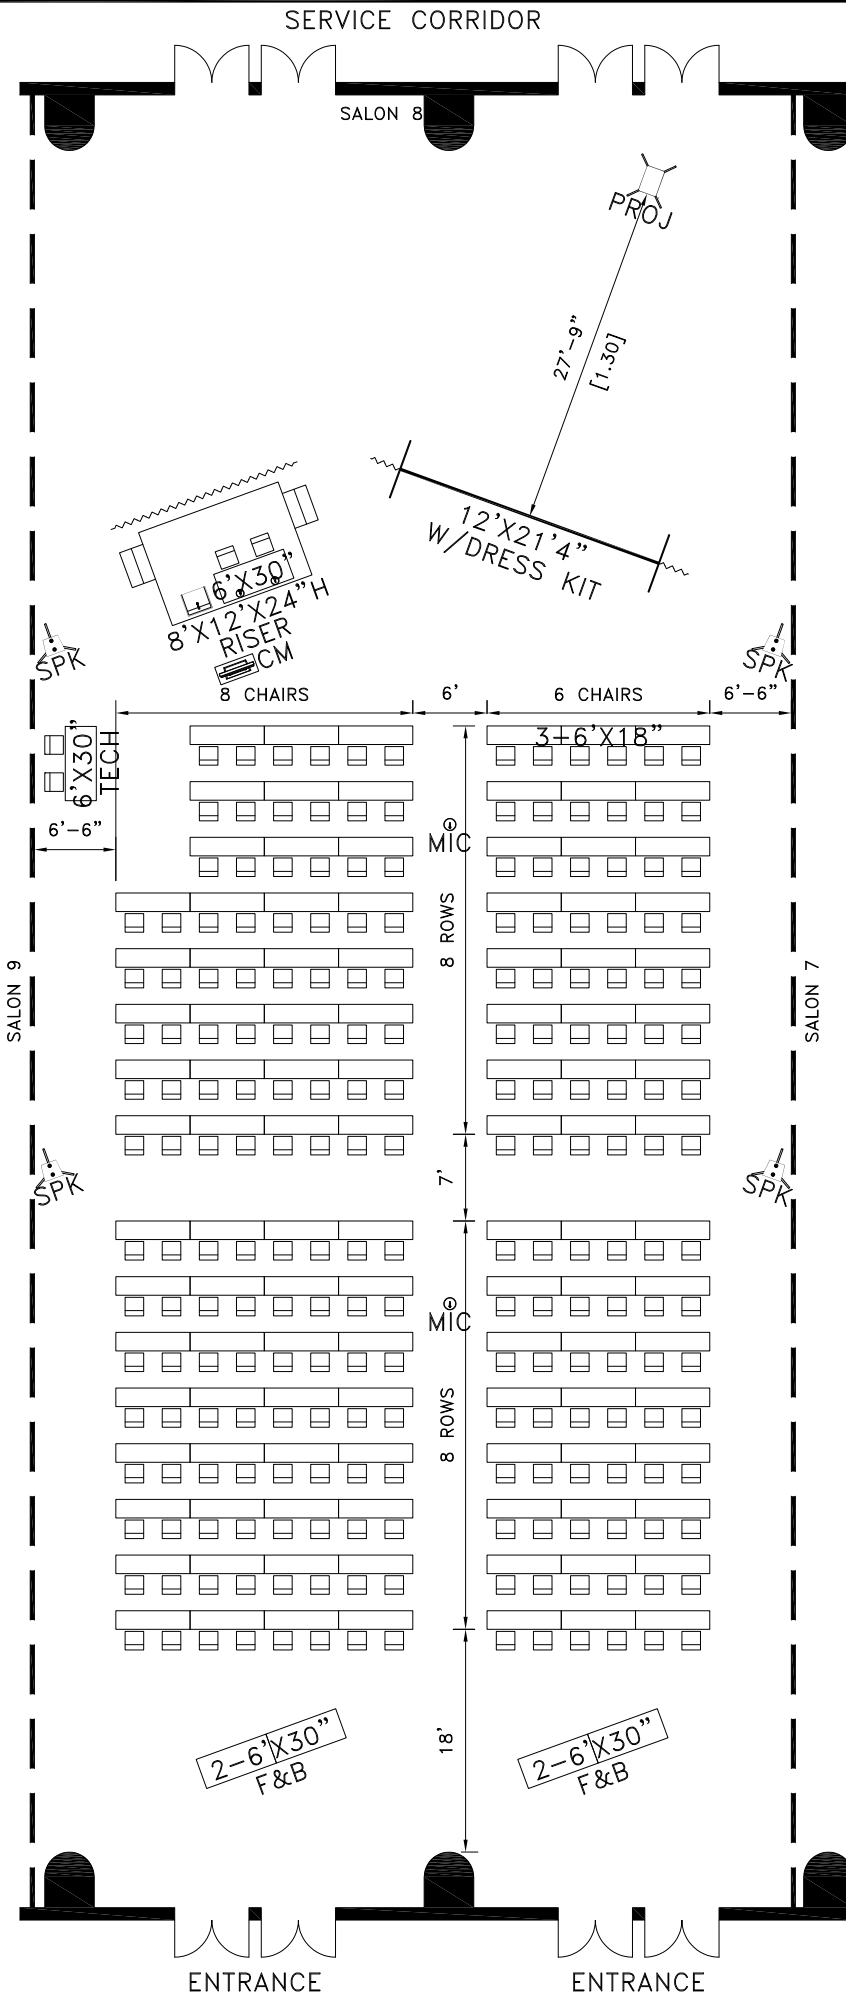 SERVICE CORRIDOR
SALON 8
PROJ
27'-9"
[1.30]
12'X21'4"
W/DRESS KIT
6'X30"
8'X12'X24"H
RISER
CM
SPK
SPK
8 CHAIRS
6'
6 CHAIRS
6'-6"
3-6'X18"
6'X30"
TECH
6'-6"
MIC
8 ROWS
SALON 9
SALON 7
7'
SPK
SPK
MIC
8 ROWS
18'
2-6'X30"
F&B
2-6'X30"
F&B
ENTRANCE
ENTRANCE